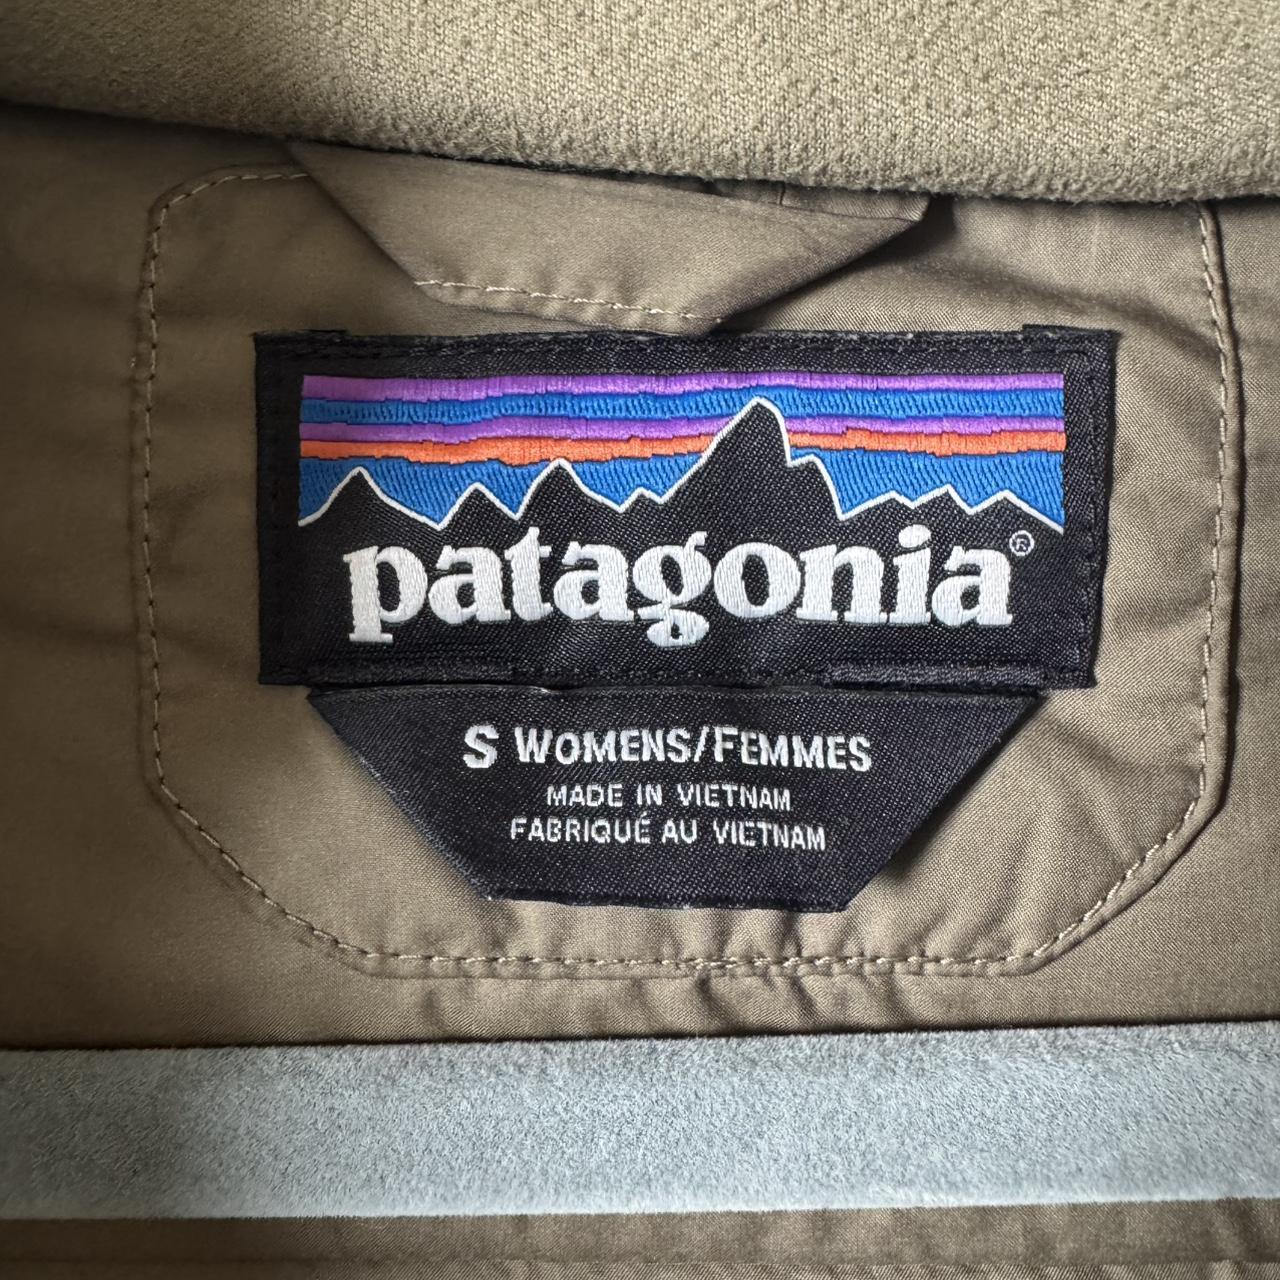 patagonia®
S WOMENS/FEMMES
MADE IN VIETNAM
FABRIQUÉ AU VIETNAM